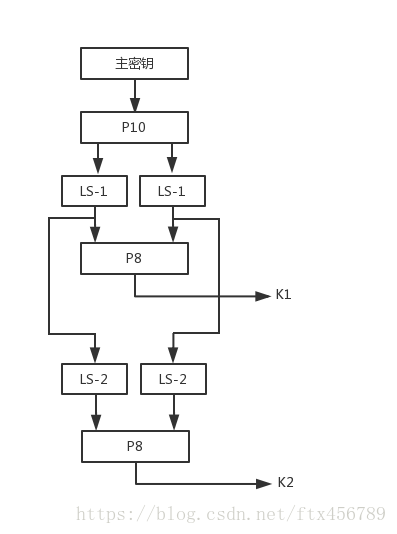 主密钥
P10
LS-1 LS-1
P8
K1
LS-2 LS-2
P8
K2
https://blog.csdn.net/ftx456789